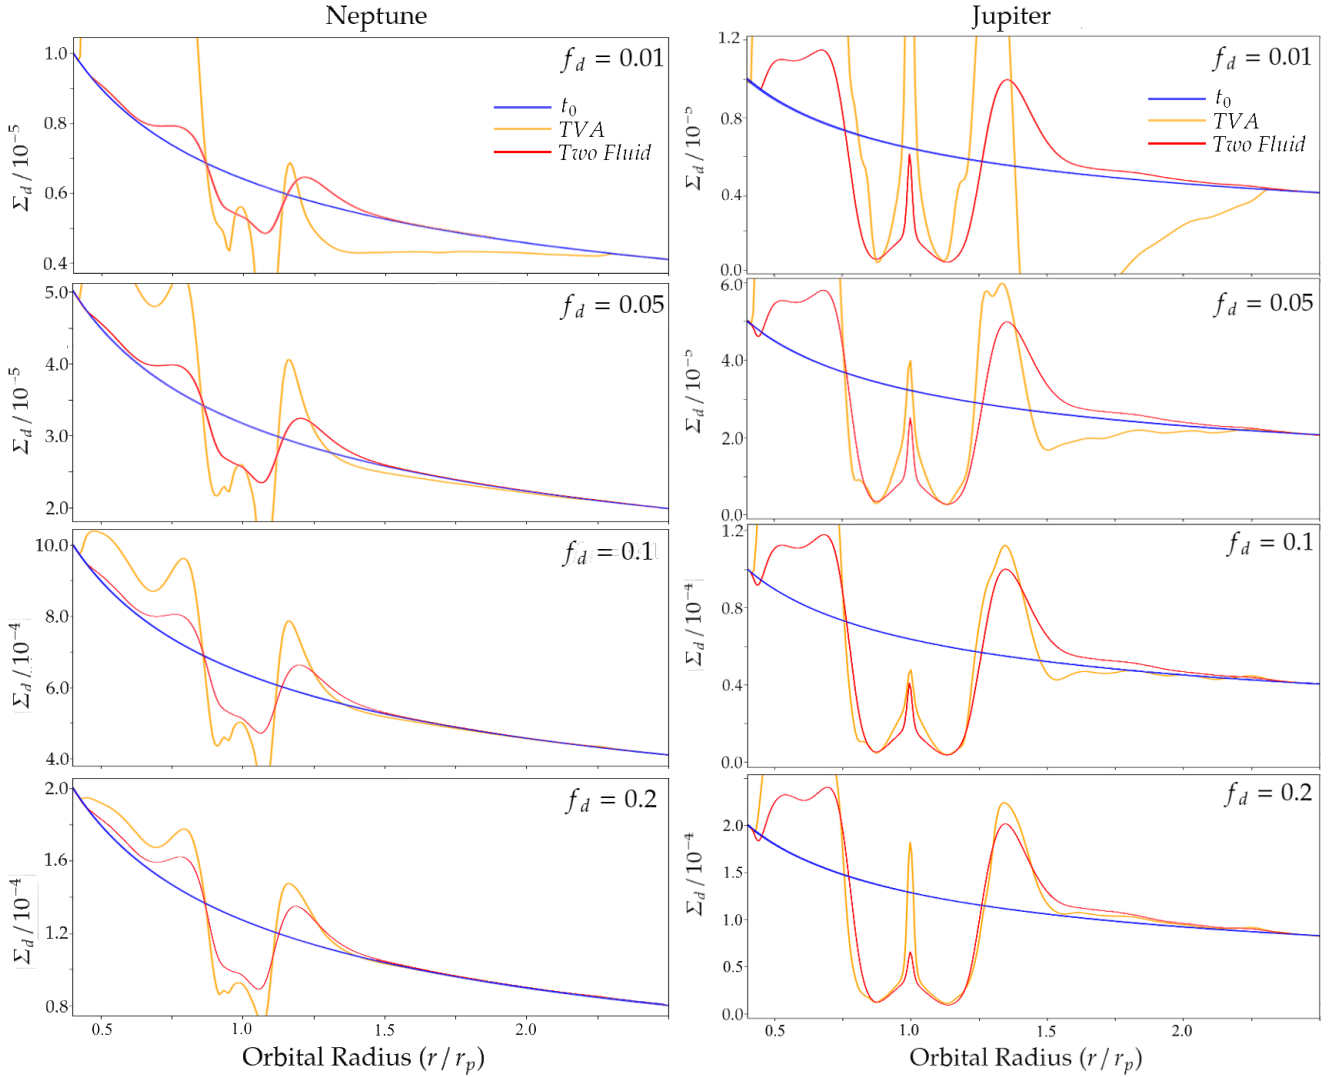 Neptune
Jupiter
1.0
0.8
0.6
0.4
Σ_d / 10⁻⁵
f_d = 0.01
t₀
TVA
Two Fluid
1.2
0.8
0.4
0.0
Σ_d / 10⁻⁵
f_d = 0.01
t₀
TVA
Two Fluid
5.0
4.0
3.0
2.0
Σ_d / 10⁻⁵
f_d = 0.05
6.0
4.0
2.0
0.0
Σ_d / 10⁻⁵
f_d = 0.05
10.0
8.0
6.0
4.0
Σ_d / 10⁻⁴
f_d = 0.1
1.2
0.8
0.4
0.0
Σ_d / 10⁻⁴
f_d = 0.1
2.0
1.6
1.2
0.8
Σ_d / 10⁻⁴
f_d = 0.2
2.0
1.0
0.5
0.0
Σ_d / 10⁻⁴
f_d = 0.2
0.5 1.0 1.5 2.0
Orbital Radius (r/r_p)
0.5 1.0 1.5 2.0
Orbital Radius (r/r_p)